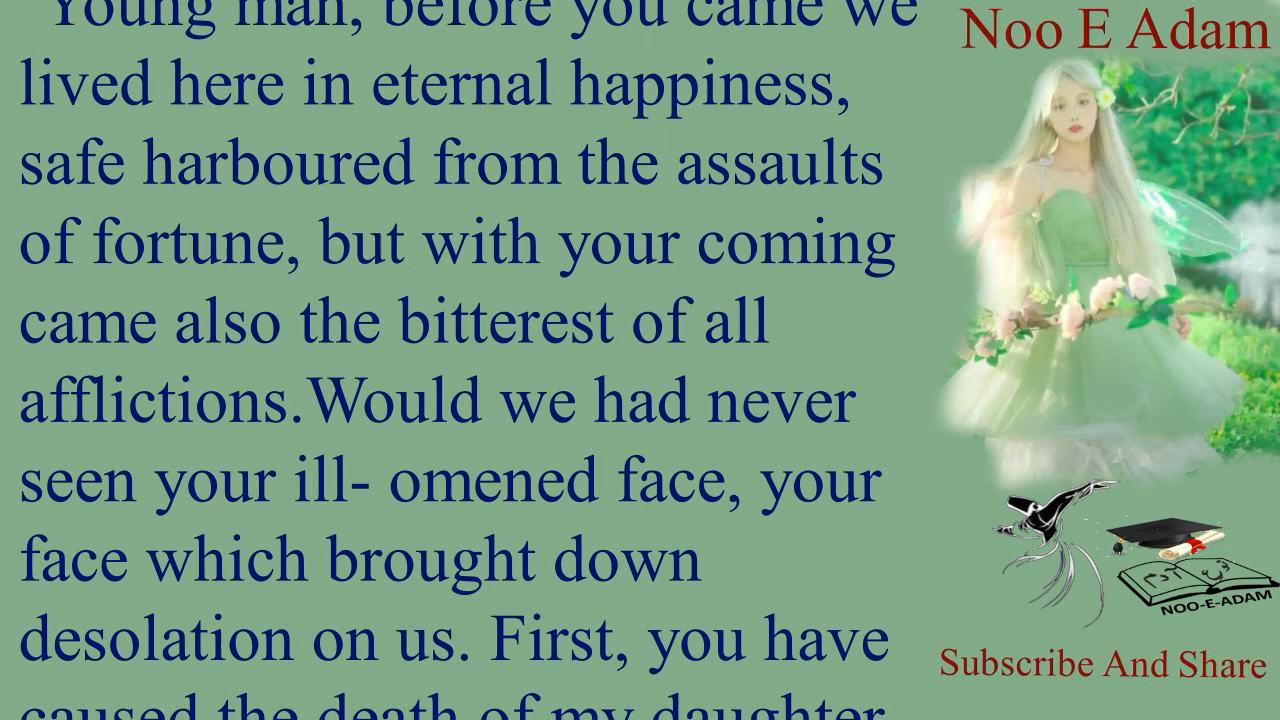 Young man, before you came we
lived here in eternal happiness,
safe harboured from the assaults
of fortune, but with your coming
came also the bitterest of all
afflictions.Would we had never
seen your ill- omened face, your
face which brought down
desolation on us. First, you have
caused the death of my daughter
Noo E Adam
نوع آدم
NOO-E-ADAM
Subscribe And Share